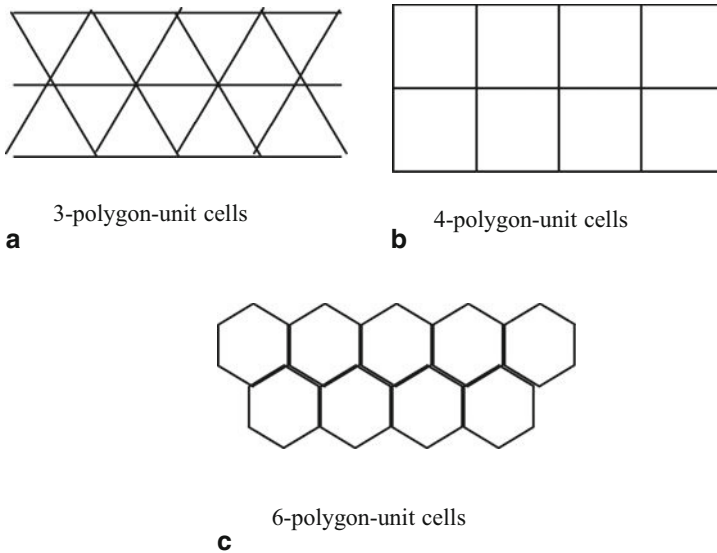 3-polygon-unit cells
a
4-polygon-unit cells
b
6-polygon-unit cells
c